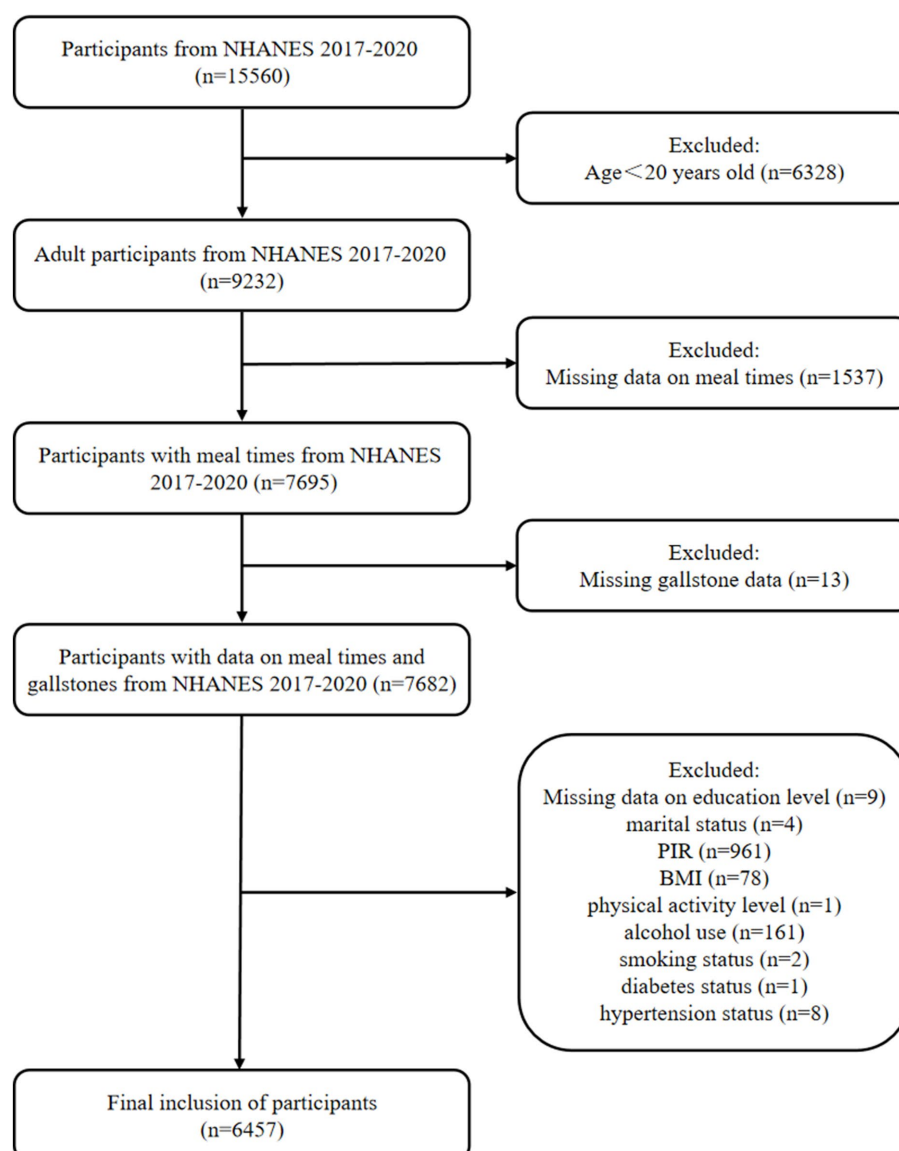 Participants from NHANES 2017-2020
(n=15560)
Excluded:
Age<20 years old (n=6328)
Adult participants from NHANES 2017-2020
(n=9232)
Excluded:
Missing data on meal times (n=1537)
Participants with meal times from NHANES
2017-2020 (n=7695)
Excluded:
Missing gallstone data (n=13)
Participants with data on meal times and
gallstones from NHANES 2017-2020 (n=7682)
Excluded:
Missing data on education level (n=9)
marital status (n=4)
PIR (n=961)
BMI (n=78)
physical activity level (n=1)
alcohol use (n=161)
smoking status (n=2)
diabetes status (n=1)
hypertension status (n=8)
Final inclusion of participants
(n=6457)